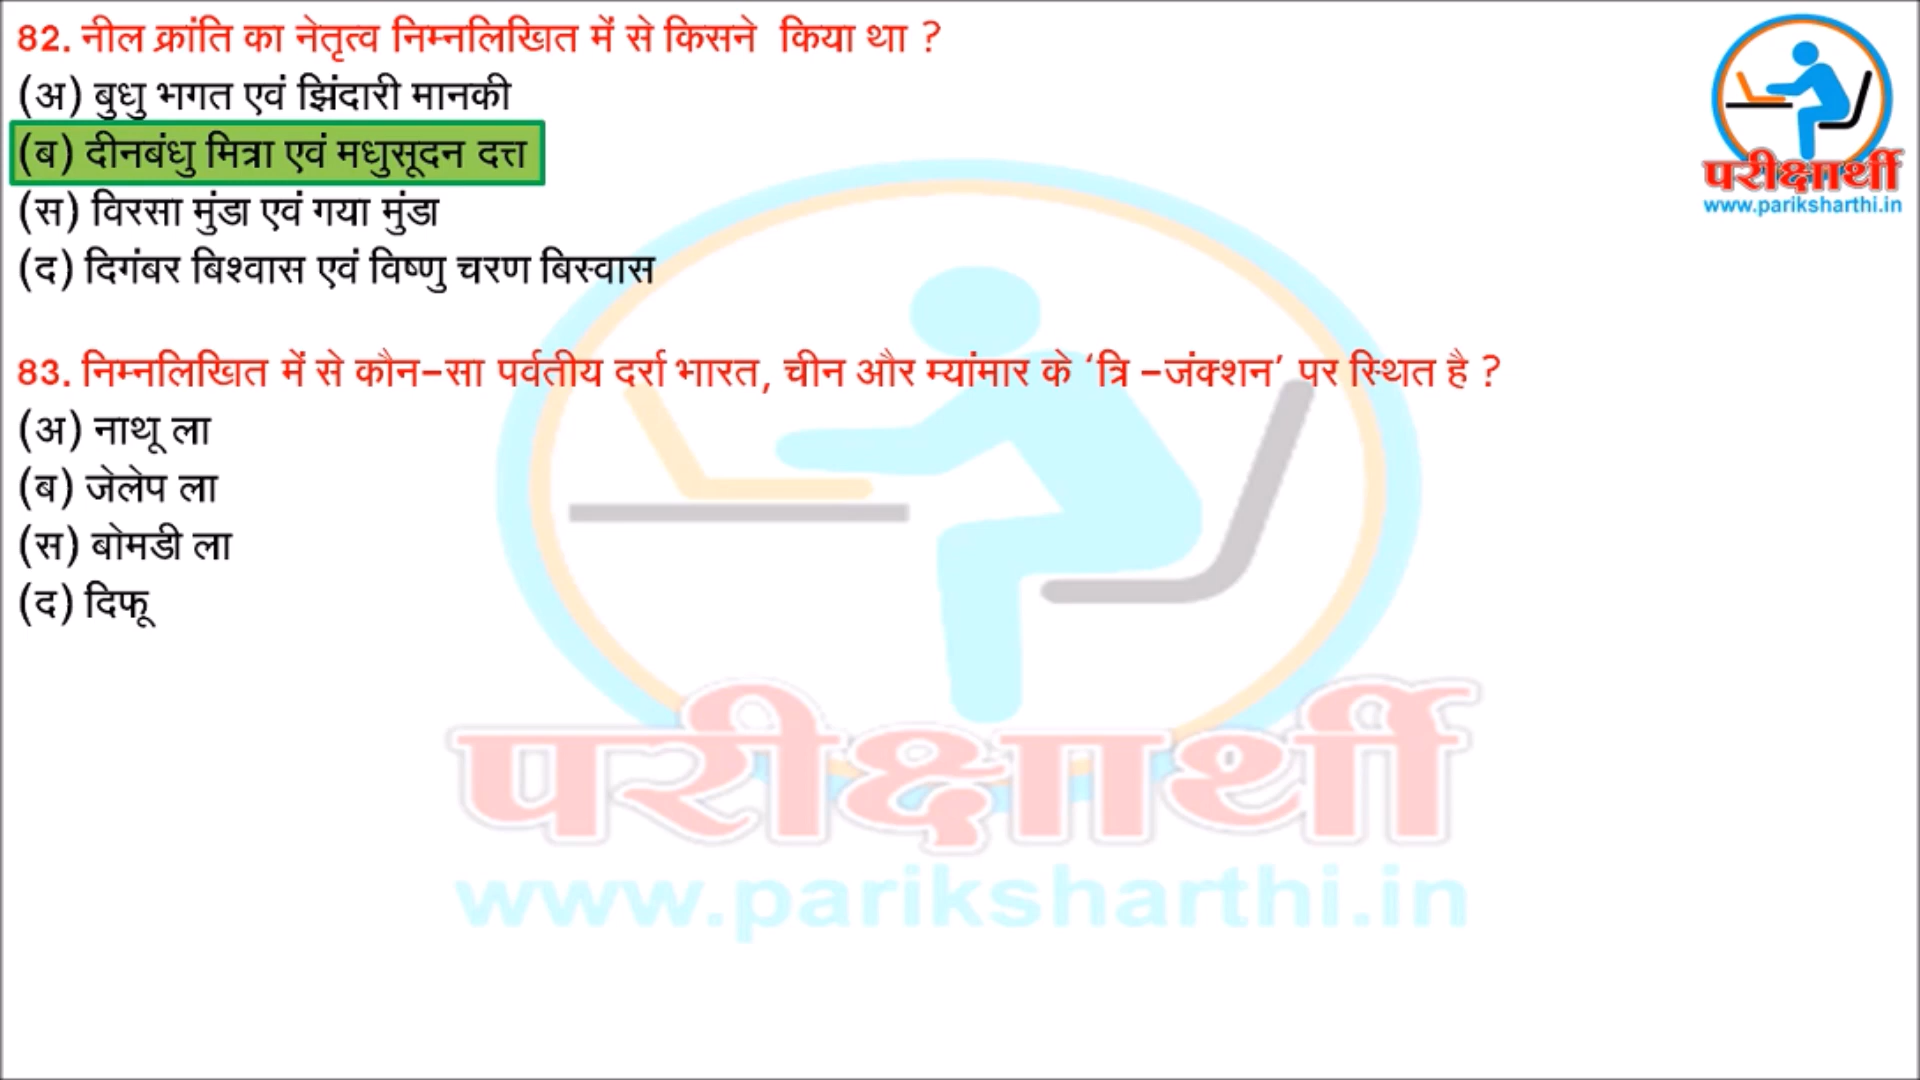 82. नील क्रांति का नेतृत्व निम्नलिखित में से किसने किया था ?
(अ) बुधु भगत एवं झिंदारी मानकी
(ब) दीनबंधु मित्रा एवं मधुसूदन दत्त
(स) विरसा मुंडा एवं गया मुंडा
(द) दिगंबर बिश्वास एवं विष्णु चरण बिस्वास
परीक्षार्थी
www.pariksharthi.in
83. निम्नलिखित में से कौन–सा पर्वतीय दर्रा भारत, चीन और म्यांमार के ‘त्रि –जंक्शन’ पर स्थित है ?
(अ) नाथू ला
(ब) जेलेप ला
(स) बोमडी ला
(द) दिफू
परीक्षार्थी
www.pariksharthi.in